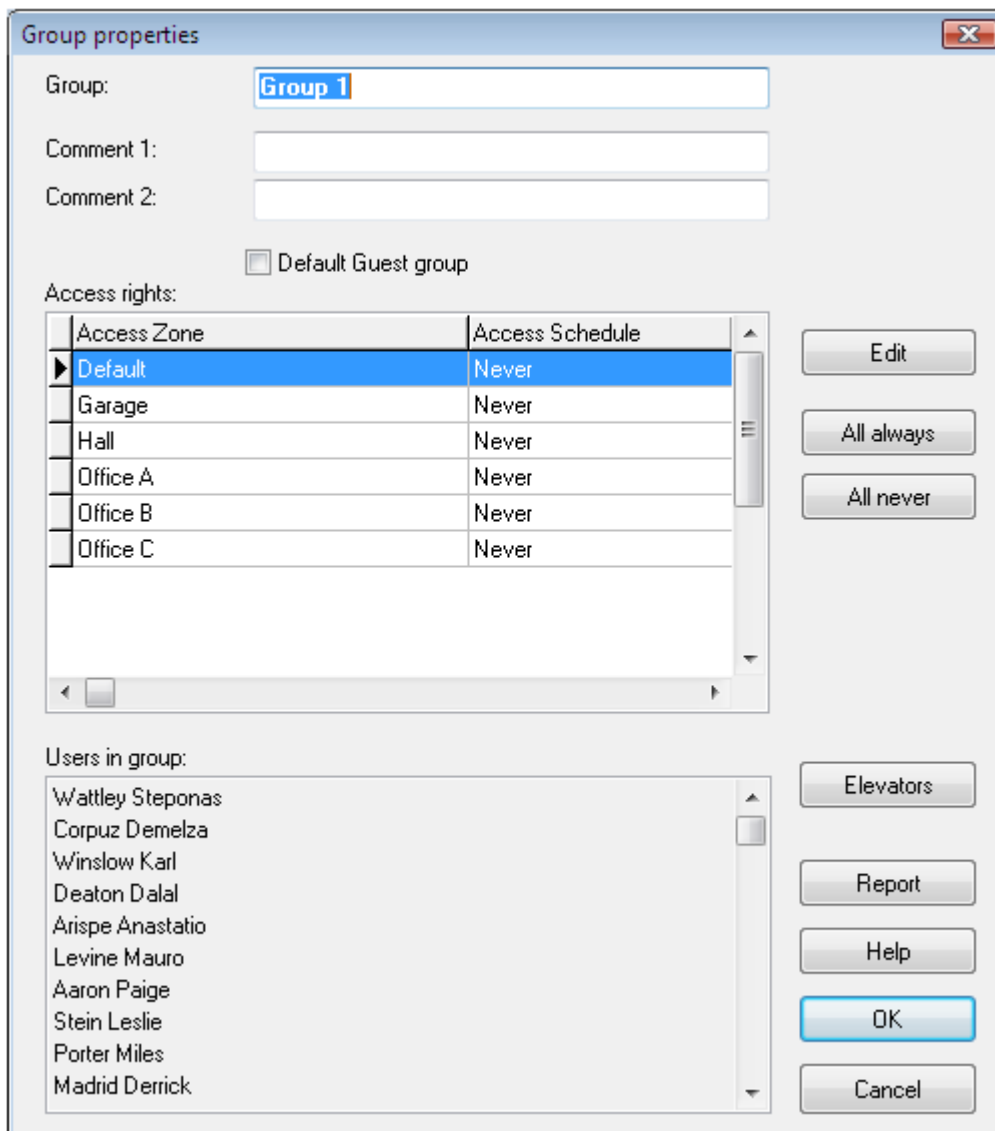 Group properties
Group: Group 1
Comment 1:
Comment 2:
Default Guest group
Access rights:
Access Zone Access Schedule
Default Never
Edit
Garage Never
Hall Never
All always
Office A Never
Office B Never
All never
Office C Never
Users in group:
Wattley Steponas
Elevators
Corpuz Demelza
Winslow Karl
Deaton Dalal
Report
Arispe Anastatio
Levine Mauro
Help
Aaron Paige
Stein Leslie
OK
Porter Miles
Madrid Derrick
Cancel